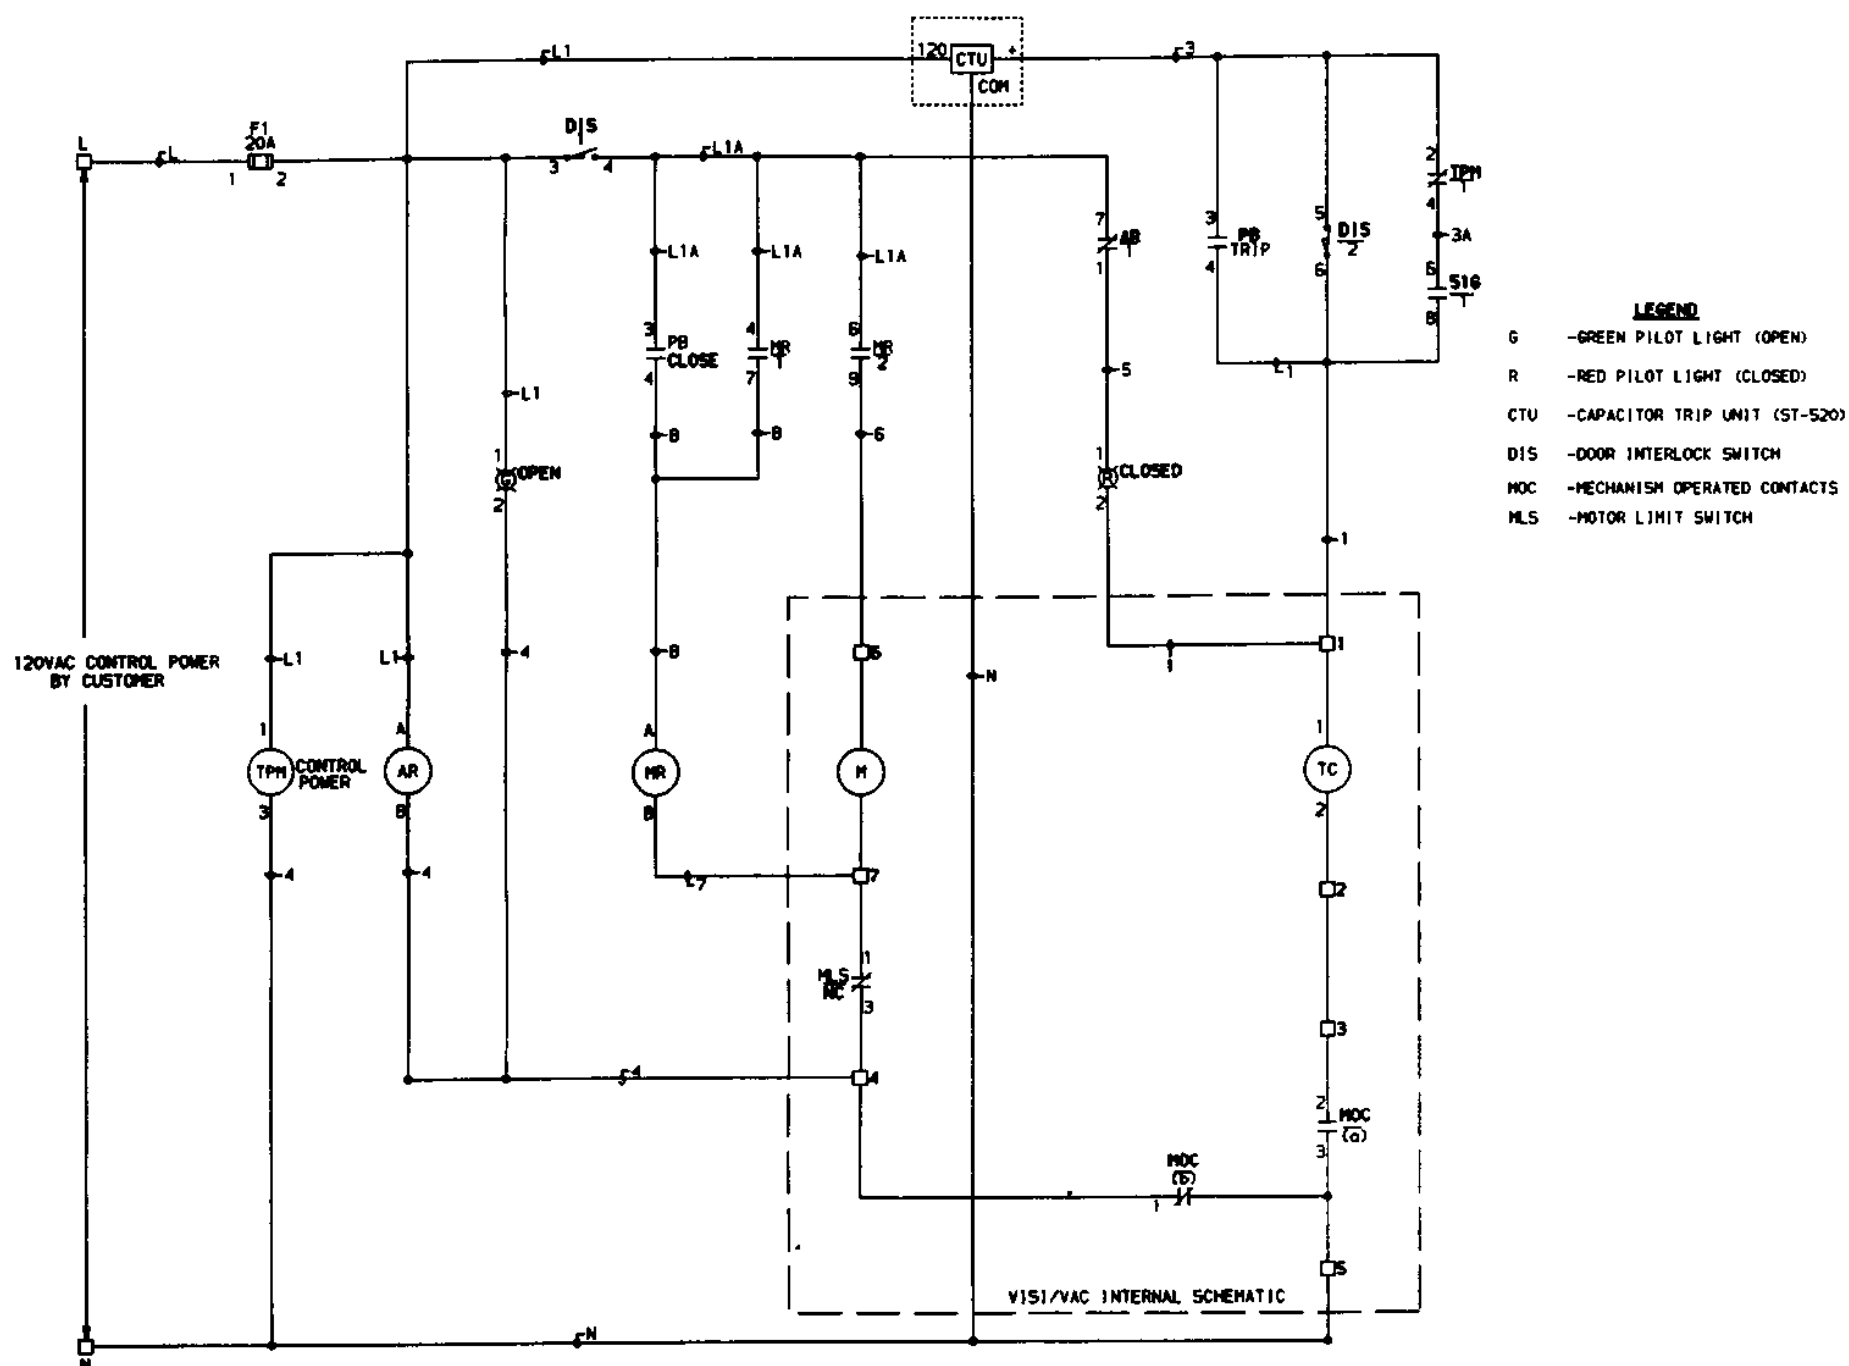 L1
120
CTU
+
COM
3
L
L
F1
20A
1
2
DIS
1
3
4
L1A
2
TPM
1
4
3A
6
51G
1
8
7
AR
1
1
3
PB
TRIP
4
5
DIS
2
6
L1A
L1A
L1A
3
PB
CLOSE
4
4
MR
1
7
6
MR
2
9
1
5
LEGEND
G -GREEN PILOT LIGHT (OPEN)
R -RED PILOT LIGHT (CLOSED)
CTU -CAPACITOR TRIP UNIT (ST-520)
DIS -DOOR INTERLOCK SWITCH
MOC -MECHANISM OPERATED CONTACTS
MLS -MOTOR LIMIT SWITCH
L1
8
8
6
1
G
OPEN
2
1
R
CLOSED
2
1
120VAC CONTROL POWER
BY CUSTOMER
L1
L1
4
8
6
N
1
1
1
TPM
CONTROL
POWER
3
A
AR
B
A
MR
B
M
1
TC
2
4
4
7
7
2
MLS
NC
1
3
3
4
4
2
MOC
(a)
3
MOC
(b)
1
5
VISI/VAC INTERNAL SCHEMATIC
N
N